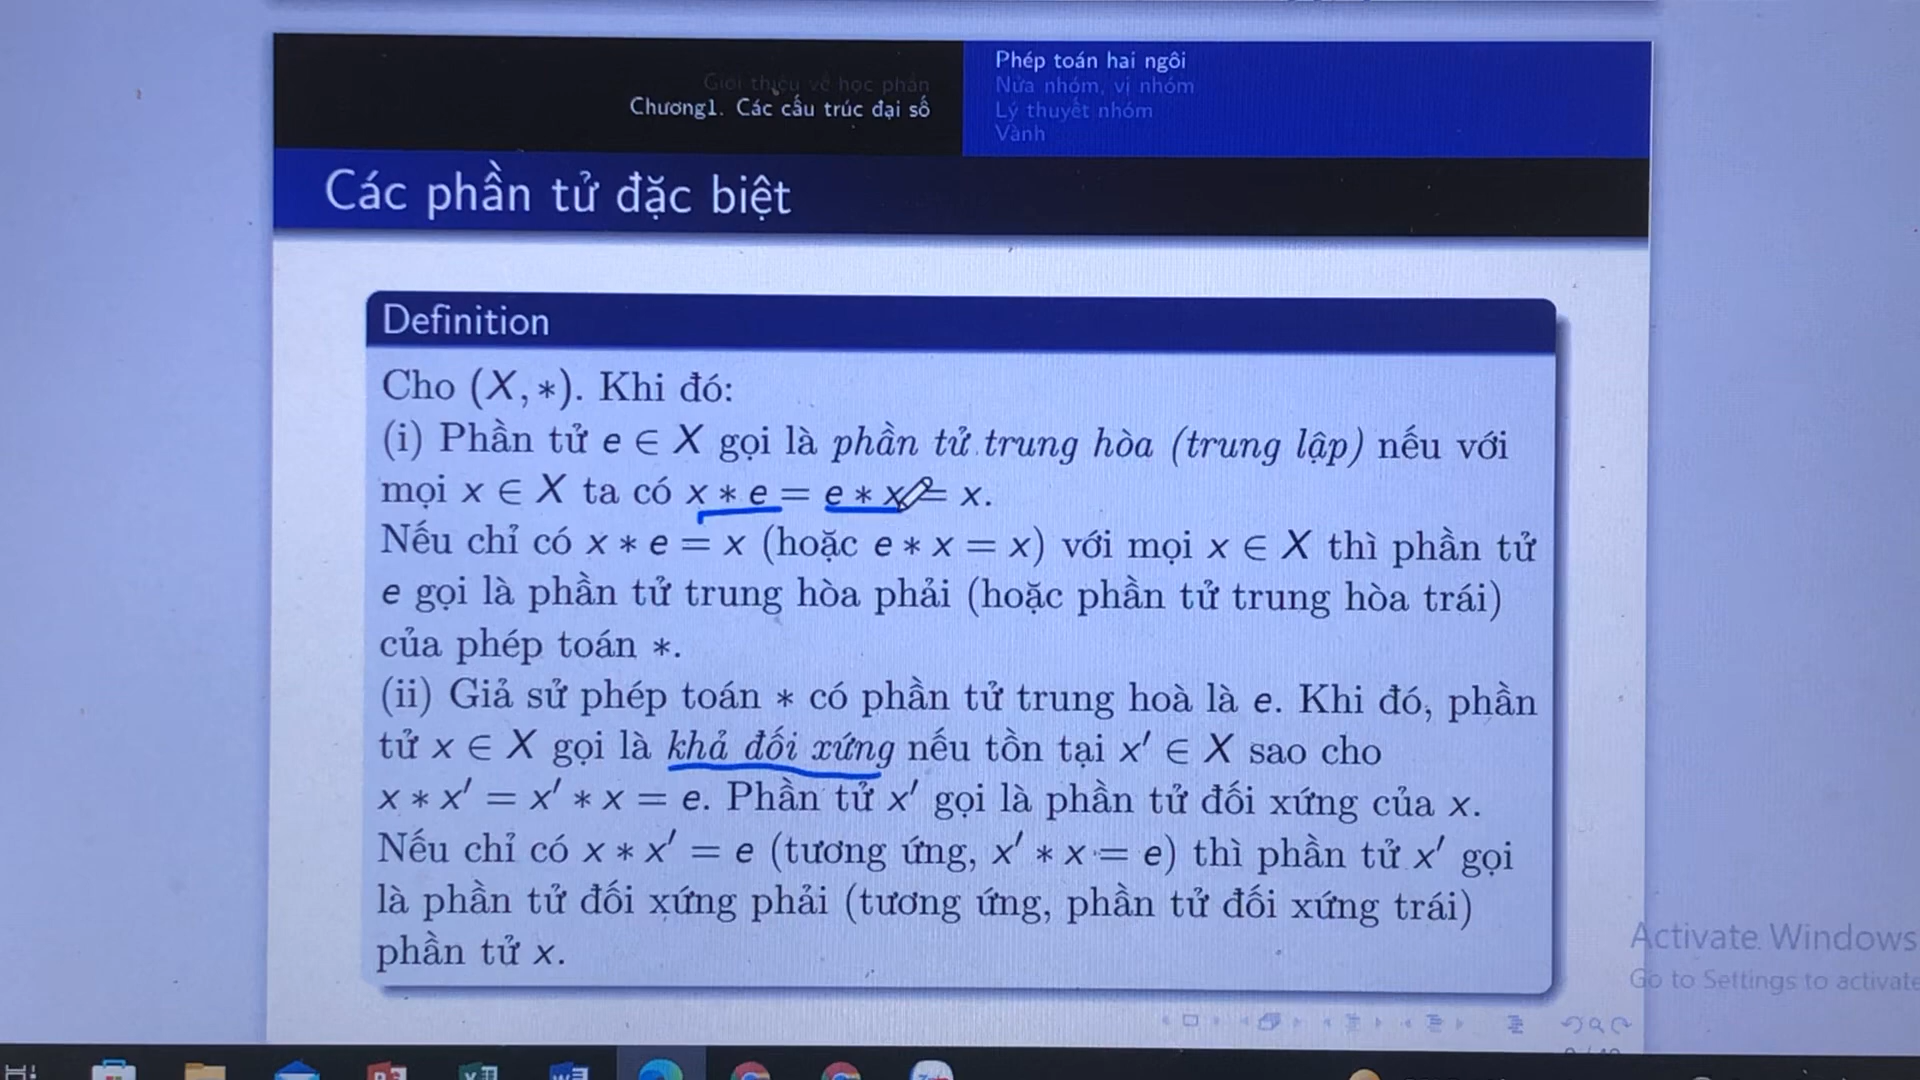 Giới thiệu về học phần
Chương1. Các cấu trúc đại số
Phép toán hai ngôi
Nửa nhóm, vị nhóm
Lý thuyết nhóm
Vành
Các phần tử đặc biệt
Definition
Cho (X, ∗). Khi đó:
(i) Phần tử e ∈ X gọi là phần tử trung hòa (trung lập) nếu với
mọi x ∈ X ta có x ∗ e = e ∗ x = x.
Nếu chỉ có x ∗ e = x (hoặc e ∗ x = x) với mọi x ∈ X thì phần tử
e gọi là phần tử trung hòa phải (hoặc phần tử trung hòa trái)
của phép toán ∗.
(ii) Giả sử phép toán ∗ có phần tử trung hoà là e. Khi đó, phần
tử x ∈ X gọi là khả đối xứng nếu tồn tại x′ ∈ X sao cho
x ∗ x′ = x′ ∗ x = e. Phần tử x′ gọi là phần tử đối xứng của x.
Nếu chỉ có x ∗ x′ = e (tương ứng, x′ ∗ x = e) thì phần tử x′ gọi
là phần tử đối xứng phải (tương ứng, phần tử đối xứng trái)
phần tử x.
Activate Windows
Go to Settings to activate